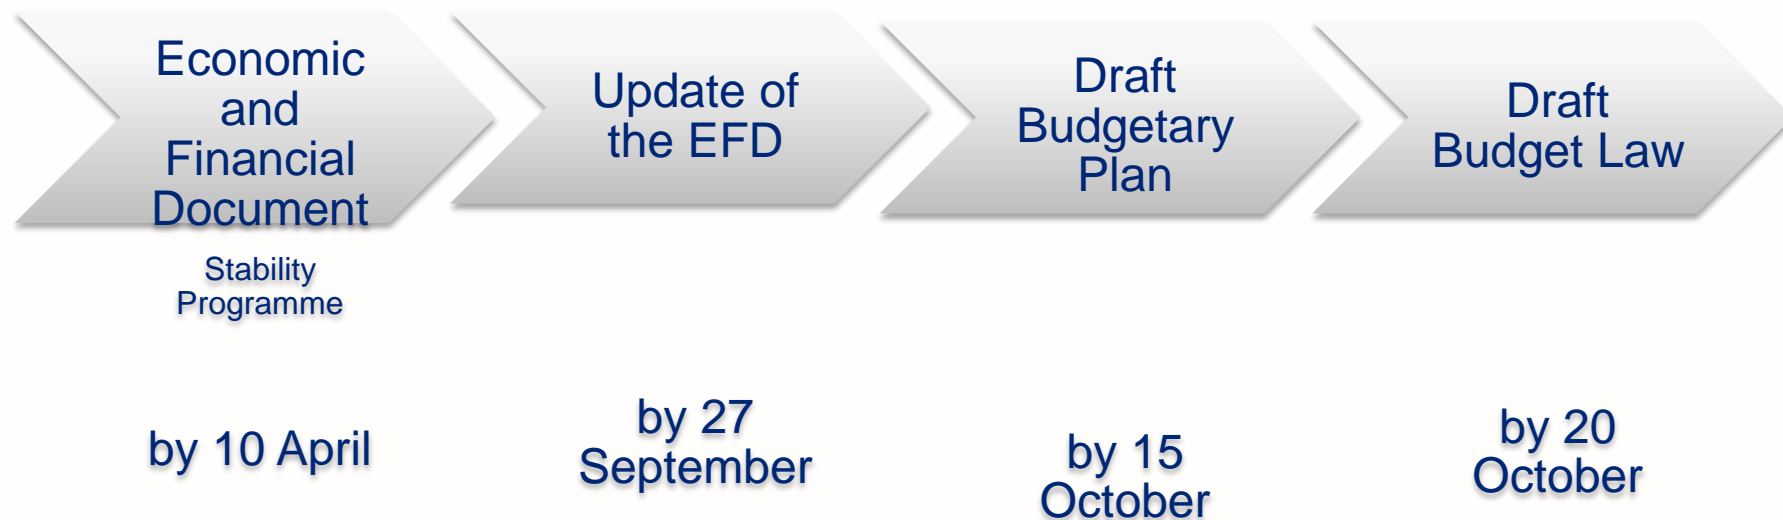 Economic
and
Financial
Document
Stability
Programme
by 10 April
Update of
the EFD
by 27
September
Draft
Budgetary
Plan
by 15
October
Draft
Budget Law
by 20
October